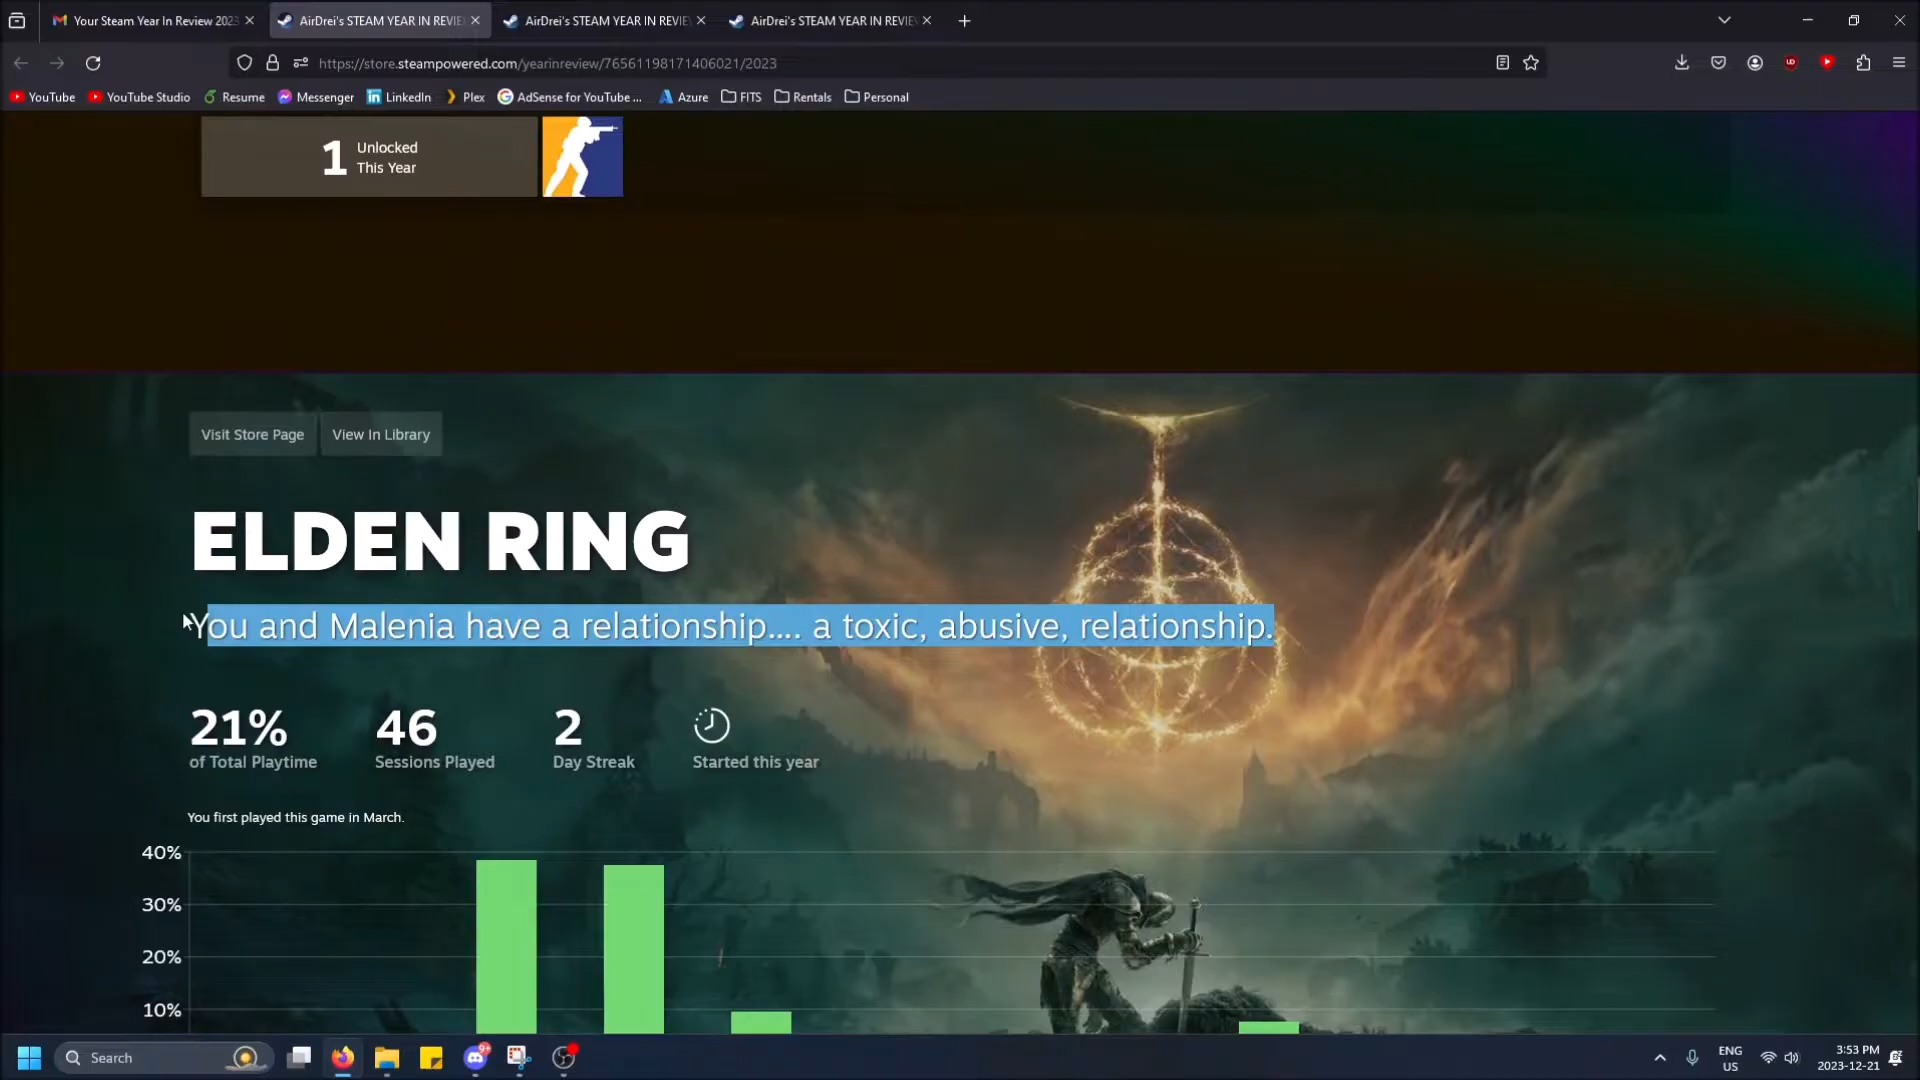 Your Steam Year In Review 2023
AirDrei's STEAM YEAR IN REVIE
AirDrei's STEAM YEAR IN REVIE
AirDrei's STEAM YEAR IN REVIE
https://store.steampowered.com/yearinreview/76561198171406021/2023
YouTube YouTube Studio Resume Messenger LinkedIn Plex AdSense for YouTube ... Azure FITS Rentals Personal
1 Unlocked
This Year
Visit Store Page View In Library
ELDEN RING
You and Malenia have a relationship.... a toxic, abusive, relationship.
21% 46 2
of Total Playtime Sessions Played Day Streak Started this year
You first played this game in March.
40%
30%
20%
10%
Search
9+
ENG
US
3:53 PM
2023-12-21